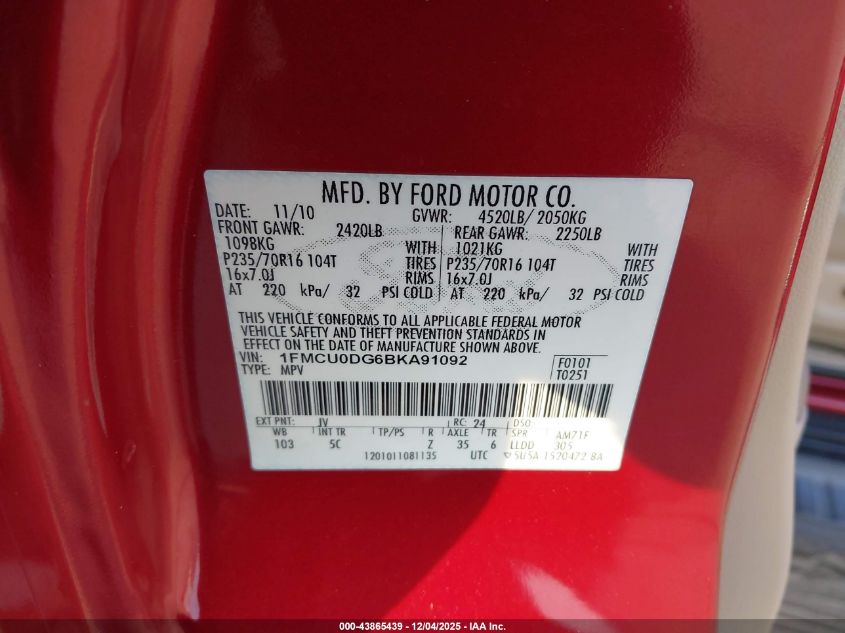 MFD. BY FORD MOTOR CO.
DATE: 11/10 GVWR: 4520LB/ 2050KG
FRONT GAWR: 2420LB REAR GAWR: 2250LB
1098KG WITH 1021KG WITH
P235/70R16 104T TIRES P235/70R16 104T TIRES
16x7.0J RIMS 16x7.0J RIMS
AT 220 kPa/ 32 PSI COLD AT 220 kPa/ 32 PSI COLD
THIS VEHICLE CONFORMS TO ALL APPLICABLE FEDERAL MOTOR
VEHICLE SAFETY AND THEFT PREVENTION STANDARDS IN
EFFECT ON THE DATE OF MANUFACTURE SHOWN ABOVE.
VIN: 1FMCU0DG6BKA91092 F0101
TYPE: MPV T0251
EXT PNT: JV RC: 24 DSO:
WB INT TR TP/PS R AXLE TR SPR AM71F
103 5C Z 35 6 LLDD 305
1201011081135 UTC 5U5A-1520472-BA
000-43865439 - 12/04/2025 - IAA Inc.